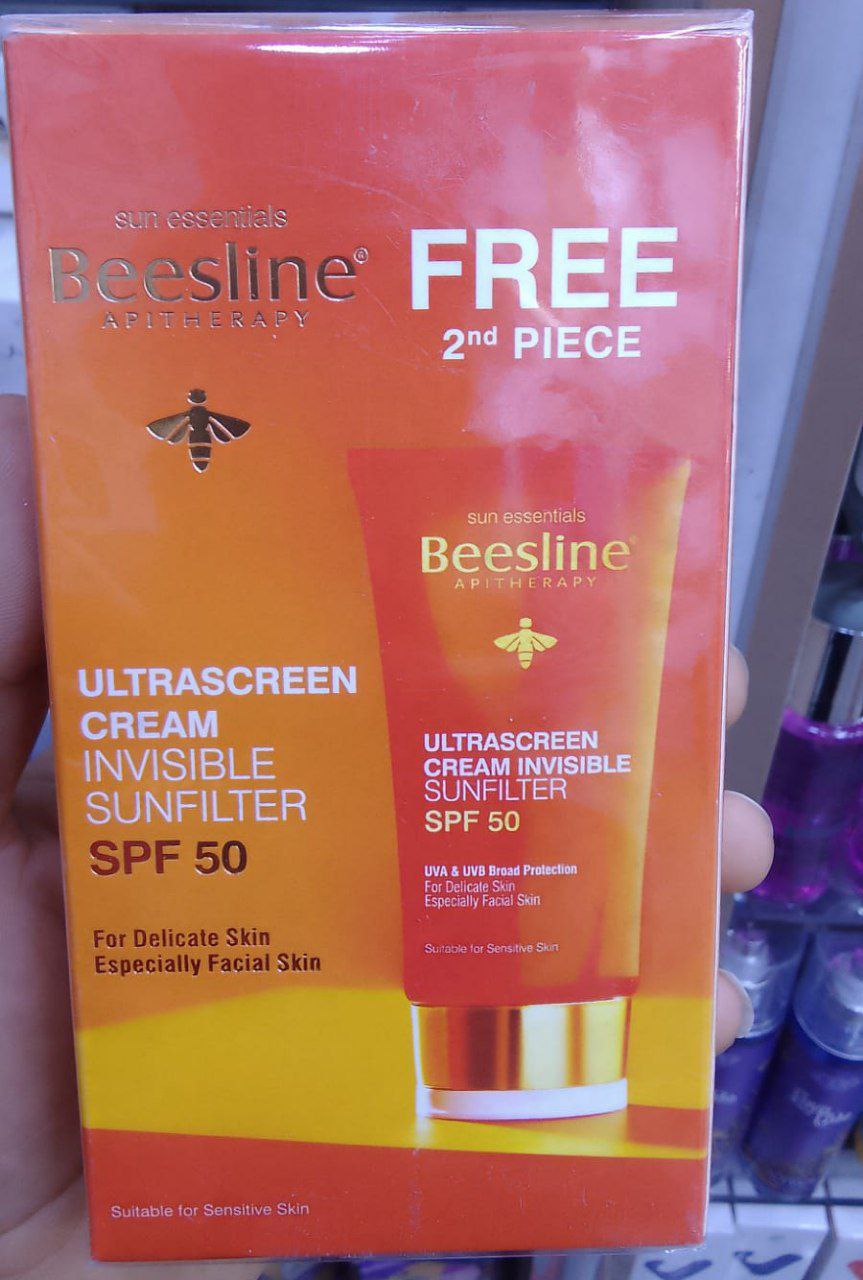 sun essentials
Beesline®
APITHERAPY
FREE
2nd PIECE
ULTRASCREEN
CREAM
INVISIBLE
SUNFILTER
SPF 50
For Delicate Skin
Especially Facial Skin
Suitable for Sensitive Skin
sun essentials
Beesline®
APITHERAPY
ULTRASCREEN
CREAM INVISIBLE
SUNFILTER
SPF 50
UVA & UVB Broad Protection
For Delicate Skin
Especially Facial Skin
Suitable for Sensitive Skin